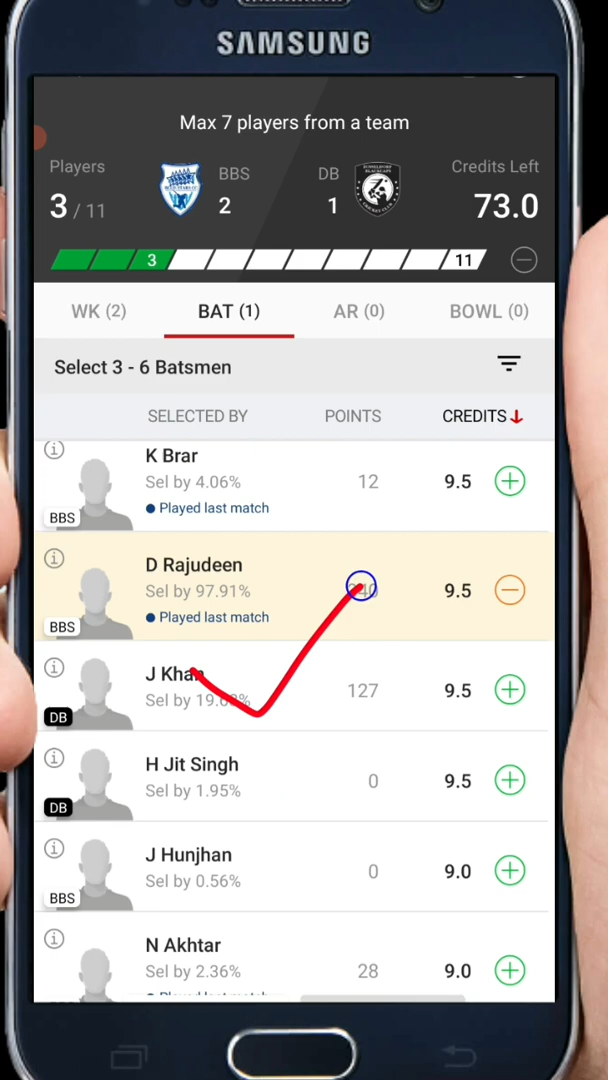 SAMSUNG
Max 7 players from a team
Players
3 / 11
BBS
2
DB
1
Credits Left
73.0
3
11
WK (2)
BAT (1)
AR (0)
BOWL (0)
Select 3 - 6 Batsmen
SELECTED BY
POINTS
CREDITS
K Brar
Sel by 4.06%
Played last match
BBS
12
9.5
D Rajudeen
Sel by 97.91%
Played last match
BBS
9.5
J Khan
DB
127
9.5
H Jit Singh
Sel by 1.95%
DB
0
9.5
J Hunjhan
Sel by 0.56%
BBS
0
9.0
N Akhtar
Sel by 2.36%
28
9.0